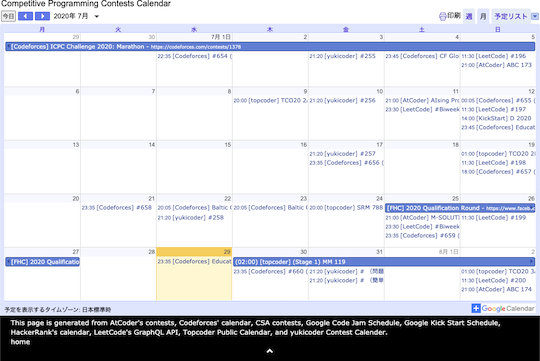 Competitive Programming Contests Calendar
今日 2020年 7月 印刷 週 月 予定リスト
月 火 水 木 金 土 日
29 30 7月 1日 2 3 4 5
[Codeforces] ICPC Challenge 2020: Marathon - https://codeforces.com/contests/1376
22:35 [Codeforces] #654 ( 21:20 [yukicoder] #255 23:45 [Codeforces] CF Glo 11:30 [LeetCode] #196
21:00 [AtCoder] ABC 173
6 7 8 9 10 11 12
20:00 [topcoder] TCO20 2A 21:20 [yukicoder] #256 21:00 [AtCoder] AIsing Pro 00:05 [Codeforces] #655 (
23:30 [LeetCode] #Biweek 11:30 [LeetCode] #197
14:00 [KickStart] D 2020
23:45 [Codeforces] Educat
13 14 15 16 17 18 19
21:20 [yukicoder] #257 01:00 [topcoder] TCO20 2
23:35 [Codeforces] #656 ( 11:30 [LeetCode] #198
18:00 [Codeforces] #657 (
20 21 22 23 24 25 26
23:35 [Codeforces] #658 20:05 [Codeforces] Baltic O 20:05 [Codeforces] Baltic O 20:00 [topcoder] SRM 788 [FHC] 2020 Qualification Round - https://www.faceb
21:20 [yukicoder] #258 21:00 [AtCoder] M-SOLUT 11:30 [LeetCode] #199
23:30 [LeetCode] #Biweek
23:35 [Codeforces] #659 (
27 28 29 30 31 8月 1日 2
[FHC] 2020 Qualificatio 23:35 [Codeforces] Educat (02:00) [topcoder] (Stage 1) MM 119
23:30 [Codeforces] #660 ( 21:20 [yukicoder] # (問題 01:00 [topcoder] TCO20
21:20 [yukicoder] # (簡単 11:30 [LeetCode] #200
21:00 [AtCoder] ABC 174
予定を表示するタイムゾーン: 日本標準時 Google Calendar
This page is generated from AtCoder's contests, Codeforces' calendar, CSA contests, Google Code Jam Schedule, Google Kick Start Schedule,
HackerRank's calendar, LeetCode's GraphQL API, Topcoder Public Calendar, and yukicoder Contest Calender.
home